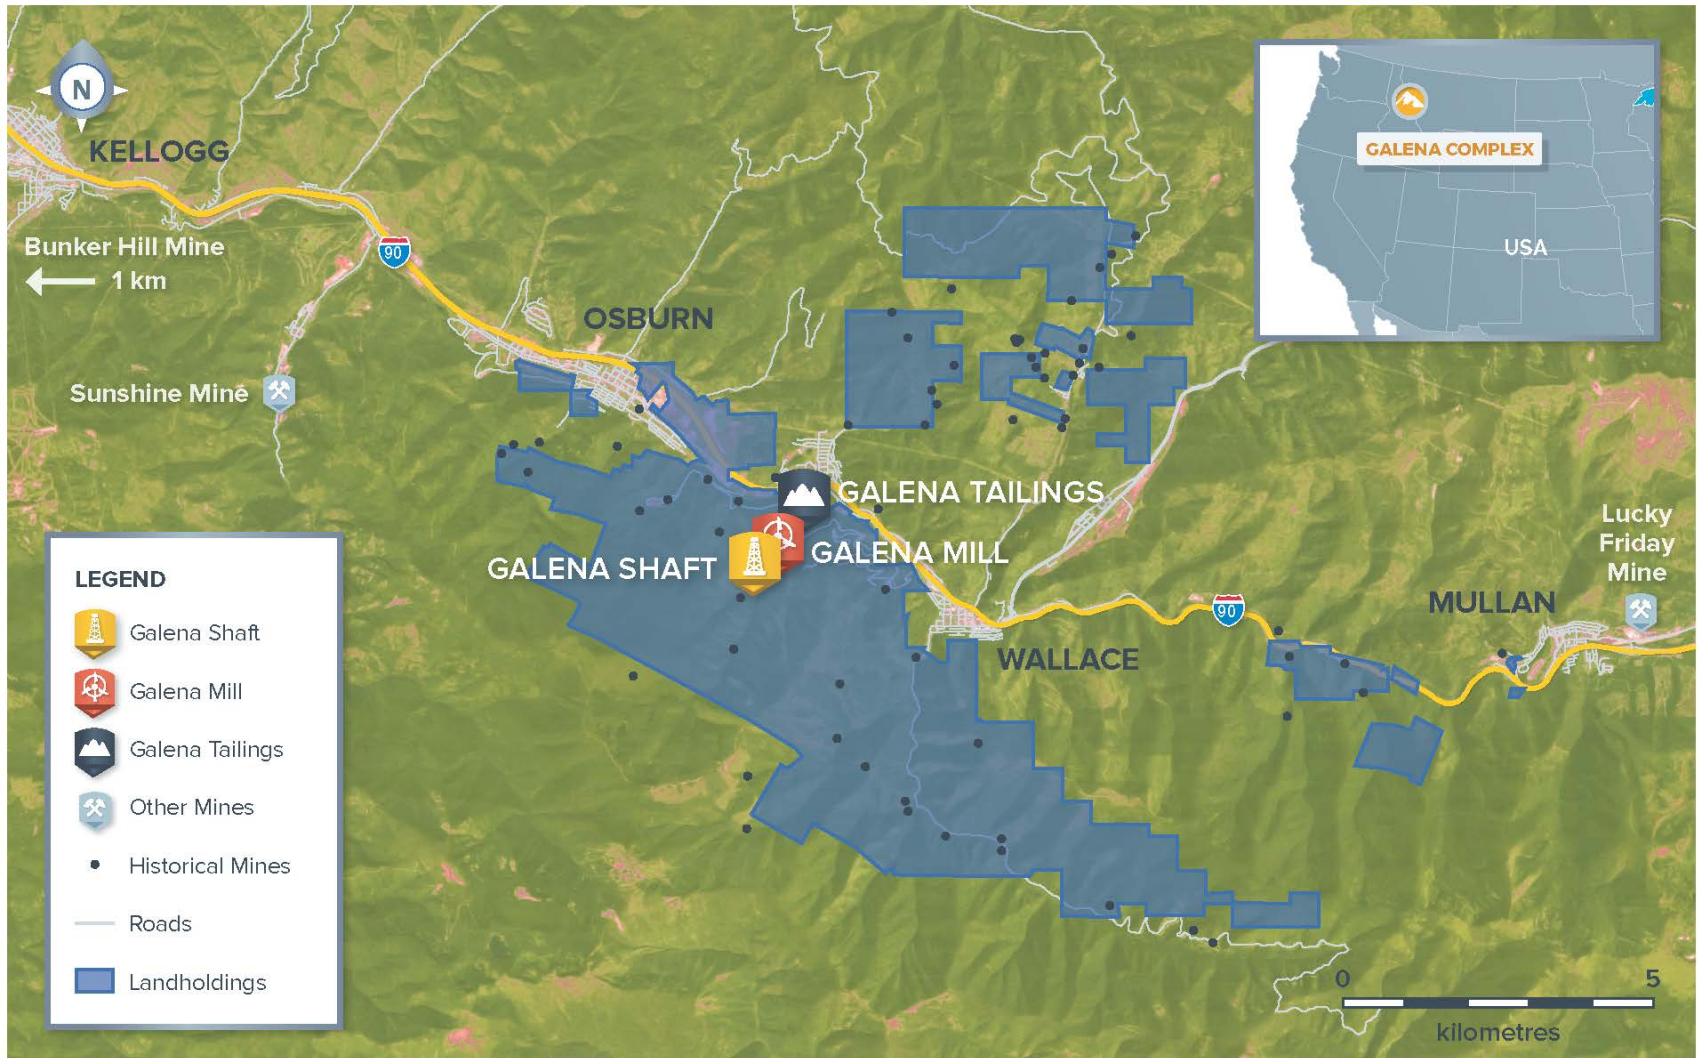 N
KELLOGG
Bunker Hill Mine
1 km
90
OSBURN
Sunshine Mine
GALENA COMPLEX
USA
GALENA TAILINGS
GALENA MILL
GALENA SHAFT
Lucky
Friday
Mine
MULLAN
90
WALLACE
LEGEND
Galena Shaft
Galena Mill
Galena Tailings
Other Mines
Historical Mines
Roads
Landholdings
0 5
kilometres